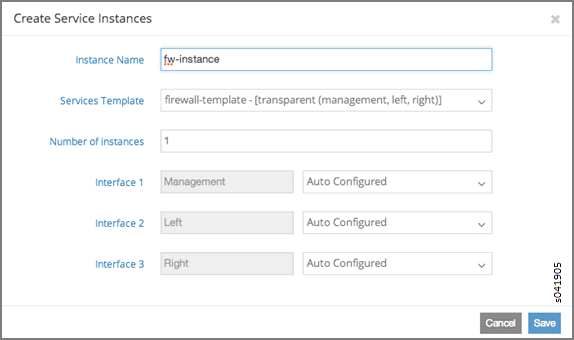 Create Service Instances
Instance Name fw-instance
Services Template firewall-template - [transparent (management, left, right)]
Number of instances 1
Interface 1 Management Auto Configured
Interface 2 Left Auto Configured
Interface 3 Right Auto Configured
s041905
Cancel Save